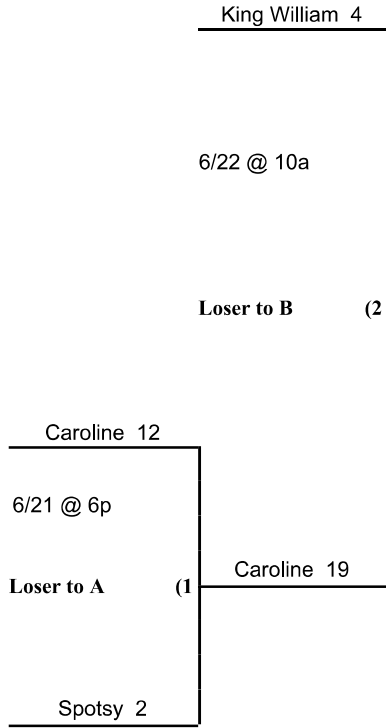 King William 4
6/22 @ 10a
Loser to B (2
Caroline 12
6/21 @ 6p
Loser to A (1
Caroline 19
Spotsy 2